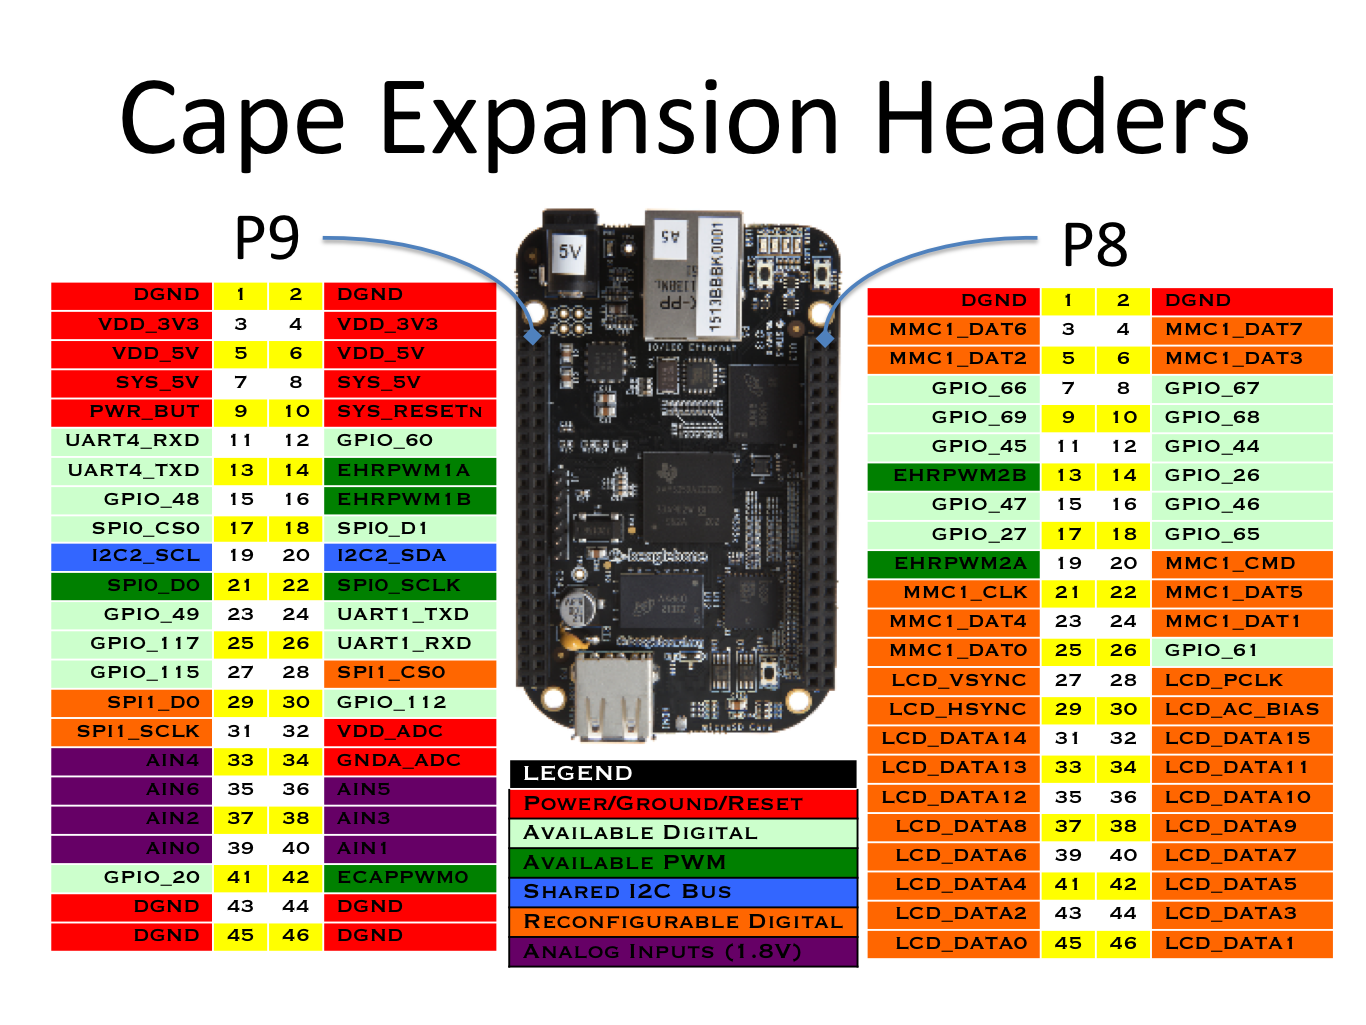 Cape Expansion Headers
P9
P8
DGND 1 2 DGND
VDD_3V3 3 4 VDD_3V3
VDD_5V 5 6 VDD_5V
SYS_5V 7 8 SYS_5V
PWR_BUT 9 10 SYS_RESETn
UART4_RXD 11 12 GPIO_60
UART4_TXD 13 14 EHRPWM1A
GPIO_48 15 16 EHRPWM1B
SPI0_CS0 17 18 SPI0_D1
I2C2_SCL 19 20 I2C2_SDA
SPI0_D0 21 22 SPI0_SCLK
GPIO_49 23 24 UART1_TXD
GPIO_117 25 26 UART1_RXD
GPIO_115 27 28 SPI1_CS0
SPI1_D0 29 30 GPIO_112
SPI1_SCLK 31 32 VDD_ADC
AIN4 33 34 GNDA_ADC
AIN6 35 36 AIN5
AIN2 37 38 AIN3
AIN0 39 40 AIN1
GPIO_20 41 42 ECAPPWM0
DGND 43 44 DGND
DGND 45 46 DGND
5V
A5
1513BBBK0001
10/100 Ethernet
beaglebone
microSD Card
LEGEND
Power/Ground/Reset
Available Digital
Available PWM
Shared I2C Bus
Reconfigurable Digital
Analog Inputs (1.8V)
DGND 1 2 DGND
MMC1_DAT6 3 4 MMC1_DAT7
MMC1_DAT2 5 6 MMC1_DAT3
GPIO_66 7 8 GPIO_67
GPIO_69 9 10 GPIO_68
GPIO_45 11 12 GPIO_44
EHRPWM2B 13 14 GPIO_26
GPIO_47 15 16 GPIO_46
GPIO_27 17 18 GPIO_65
EHRPWM2A 19 20 MMC1_CMD
MMC1_CLK 21 22 MMC1_DAT5
MMC1_DAT4 23 24 MMC1_DAT1
MMC1_DAT0 25 26 GPIO_61
LCD_VSYNC 27 28 LCD_PCLK
LCD_HSYNC 29 30 LCD_AC_BIAS
LCD_DATA14 31 32 LCD_DATA15
LCD_DATA13 33 34 LCD_DATA11
LCD_DATA12 35 36 LCD_DATA10
LCD_DATA8 37 38 LCD_DATA9
LCD_DATA6 39 40 LCD_DATA7
LCD_DATA4 41 42 LCD_DATA5
LCD_DATA2 43 44 LCD_DATA3
LCD_DATA0 45 46 LCD_DATA1